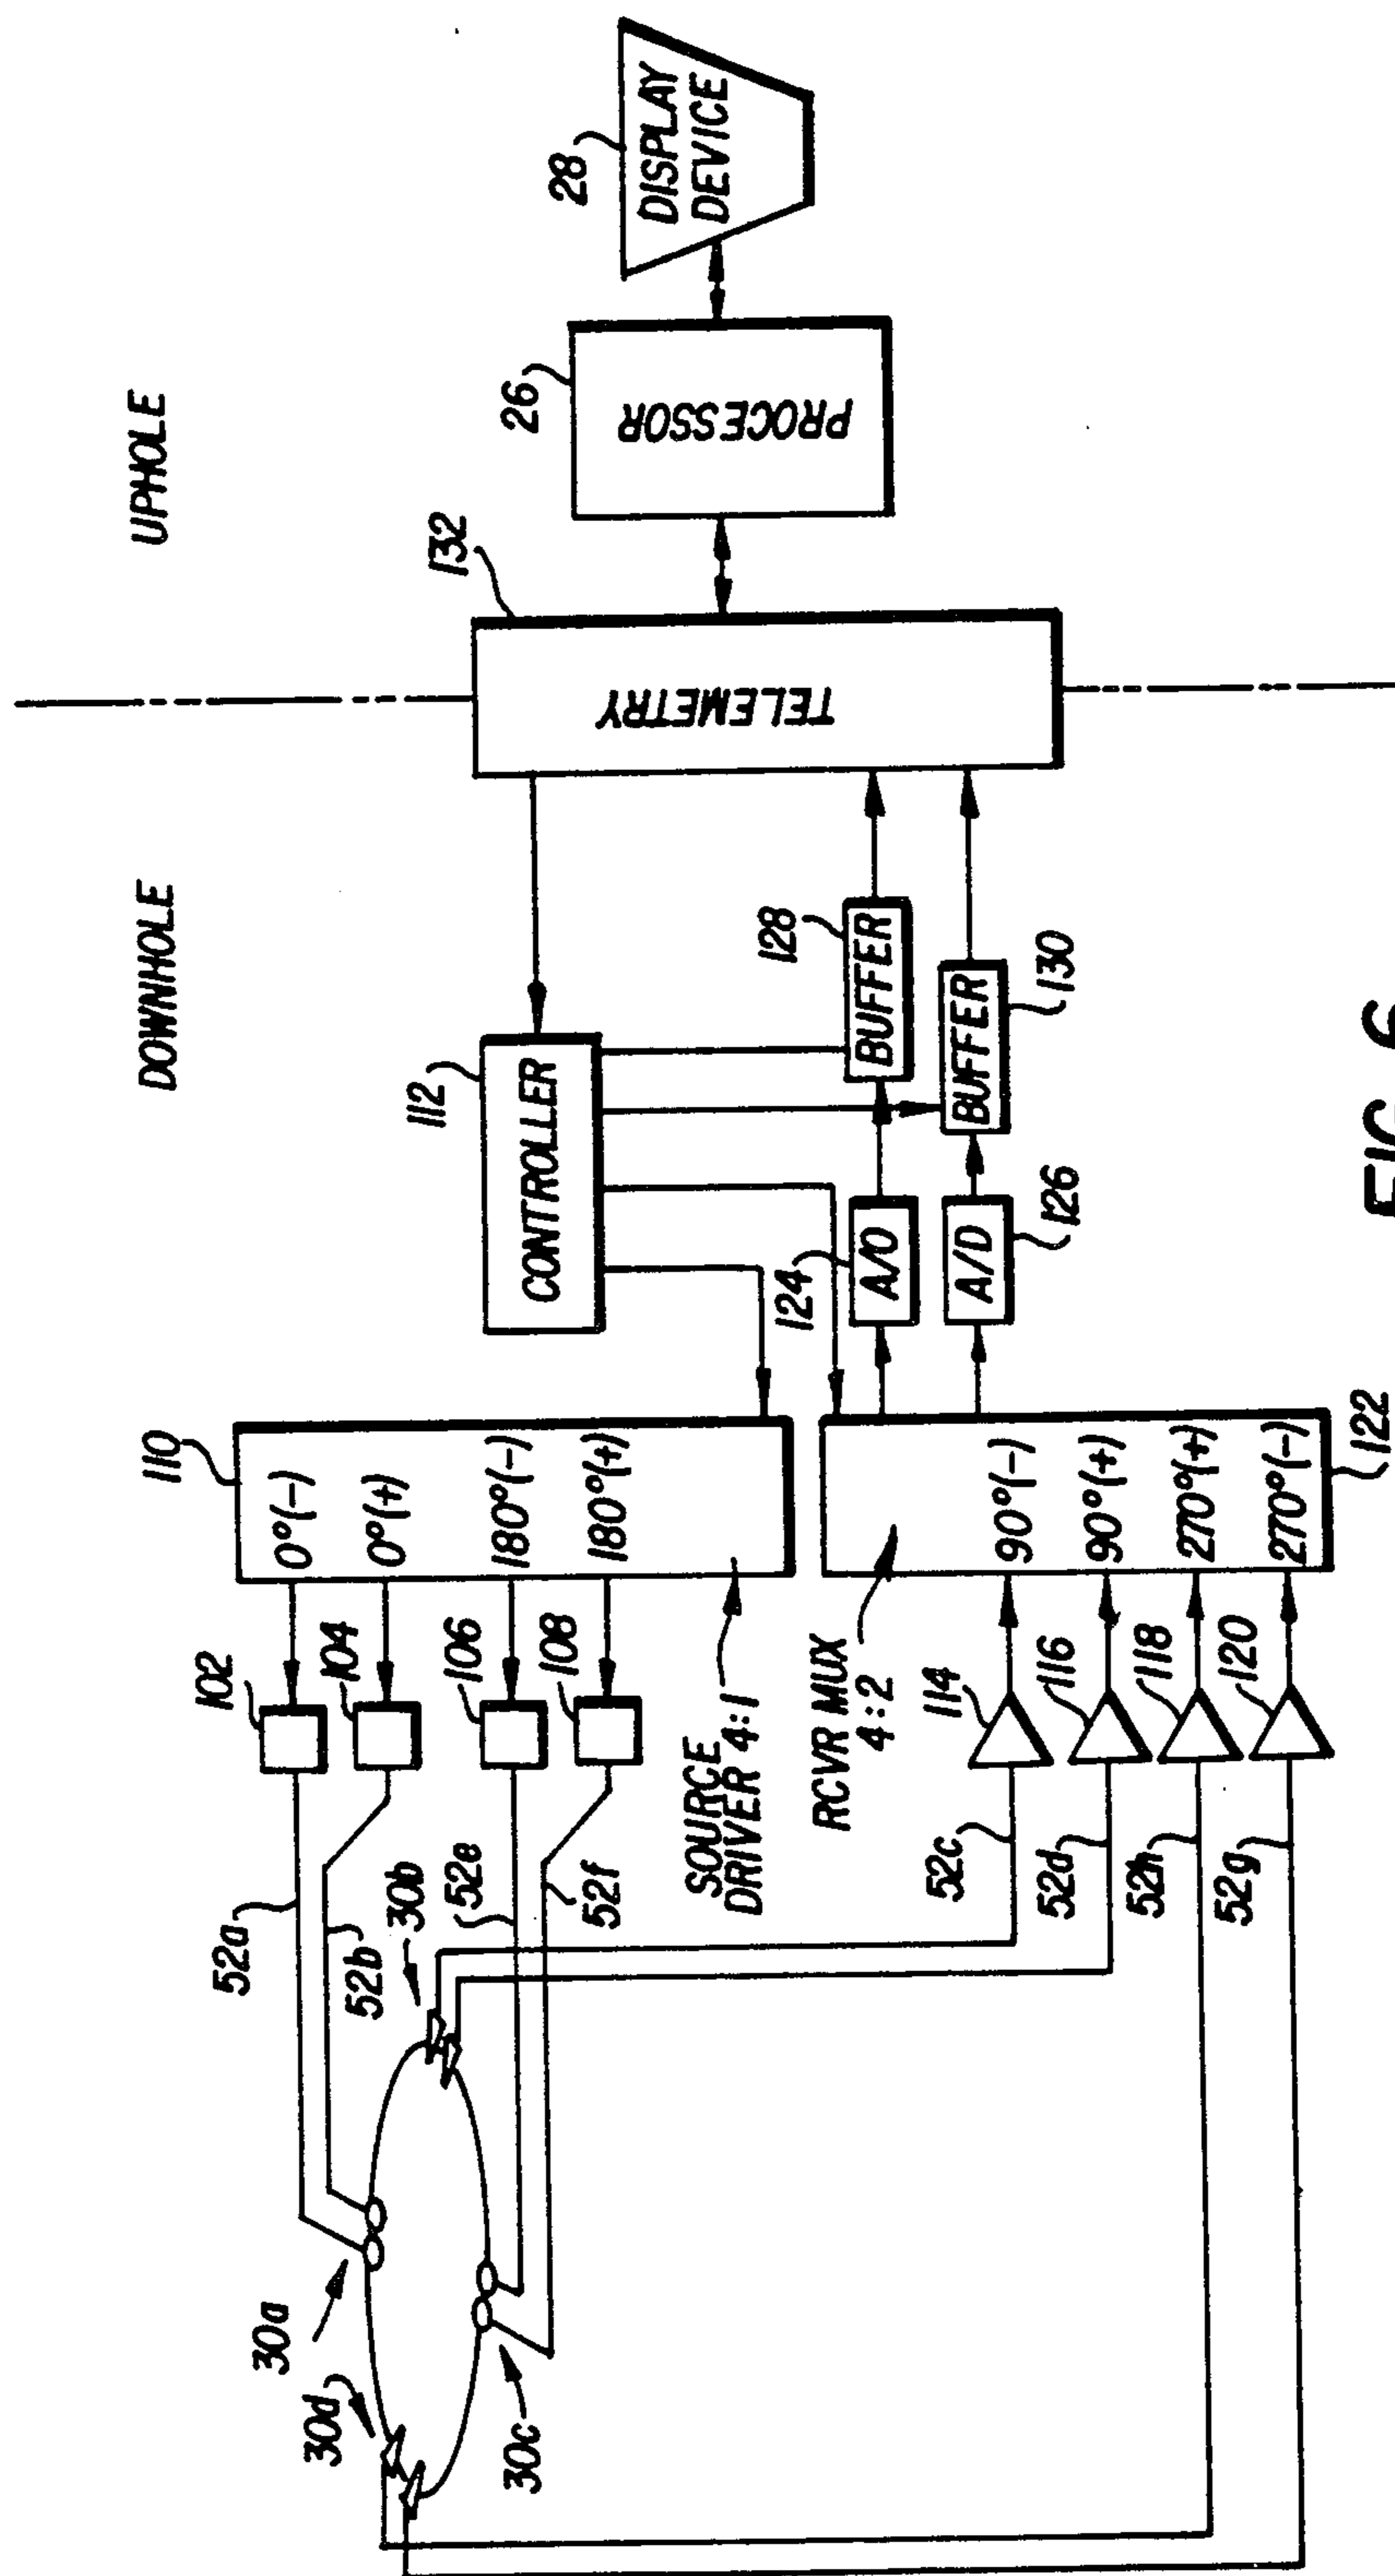 DOWNHOLE
UPHOLE
52a
102
110
0°(-)
52b
104
0°(+)
30a
30d
30b
52e
106
180°(-)
52f
108
180°(+)
30c
SOURCE
DRIVER 4:1
112
CONTROLLER
132
TELEMETRY
26
PROCESSOR
28
DISPLAY
DEVICE
RCVR MUX
4:2
124
A/O
128
BUFFER
A/D
126
BUFFER
130
52c
114
90°(-)
52d
116
90°(+)
52h
118
270°(+)
52g
120
270°(-)
122